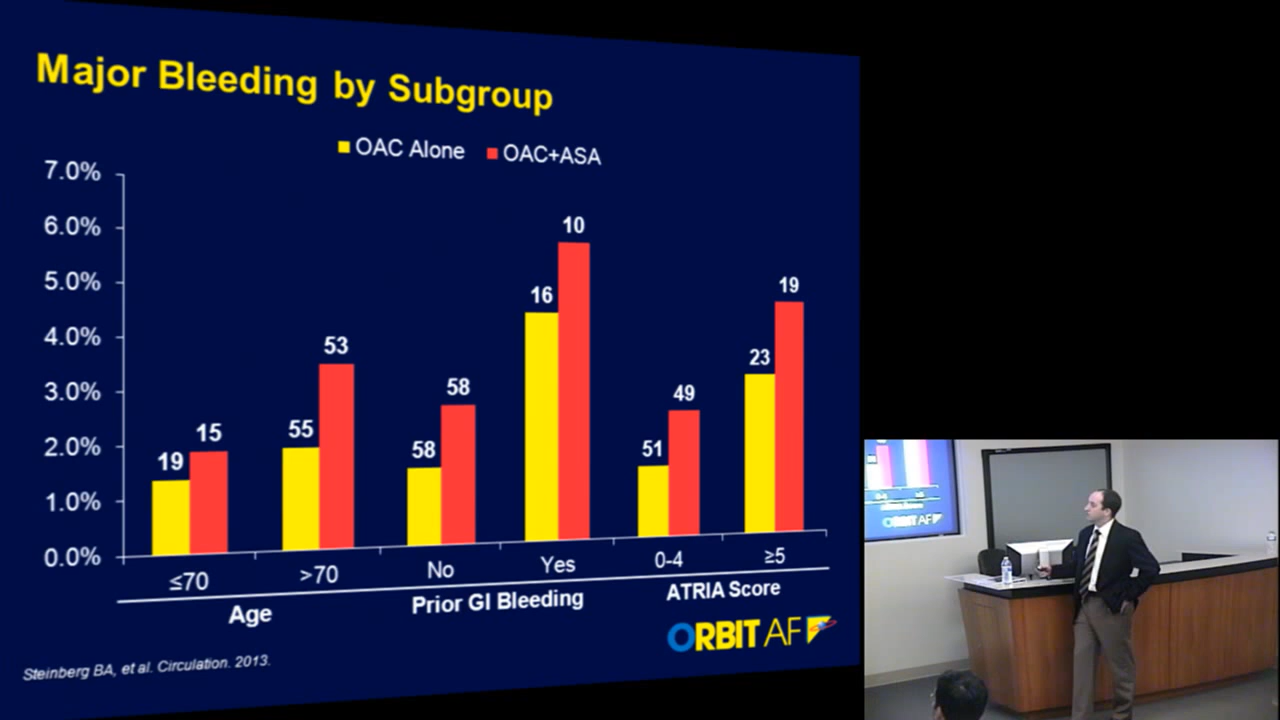 Major Bleeding by Subgroup
OAC Alone OAC+ASA
7.0%
6.0%
5.0%
4.0%
3.0%
2.0%
1.0%
0.0%
19 15 55 53 58 58 16 10 51 49 23 19
≤70 >70 No Yes 0-4 ≥5
Age Prior GI Bleeding ATRIA Score
ORBIT AF
Steinberg BA, et al. Circulation. 2013.
ORBIT AF